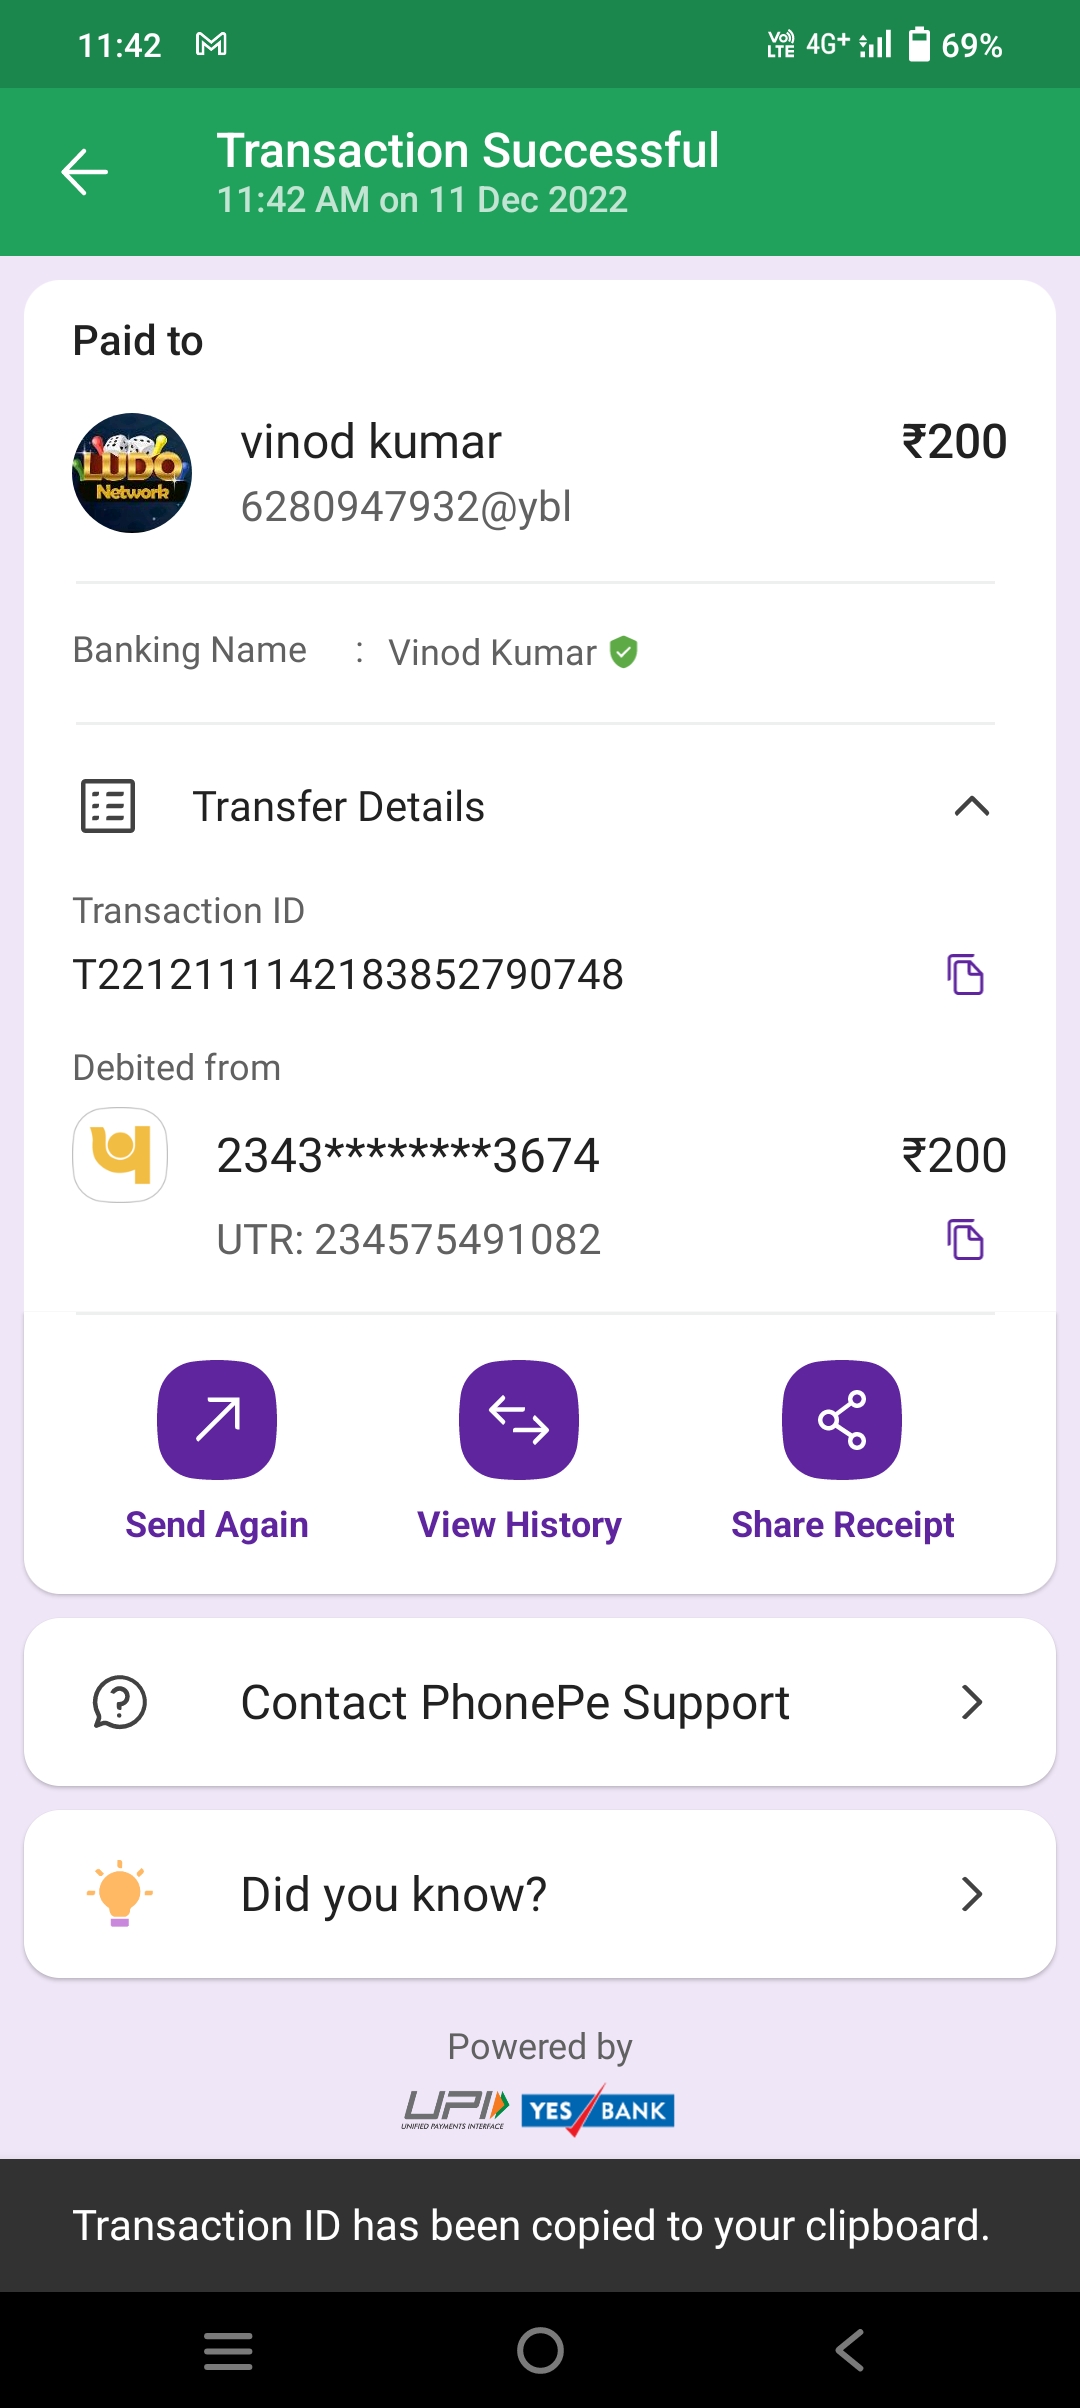 11:42
Vo)) LTE 4G+ 69%
Transaction Successful
11:42 AM on 11 Dec 2022
Paid to
LUDO Network
vinod kumar ₹200
6280947932@ybl
Banking Name : Vinod Kumar
Transfer Details
Transaction ID
T2212111142183852790748
Debited from
2343********3674 ₹200
UTR: 234575491082
Send Again View History Share Receipt
Contact PhonePe Support
Did you know?
Powered by
UPI YES BANK
UNIFIED PAYMENTS INTERFACE
Transaction ID has been copied to your clipboard.